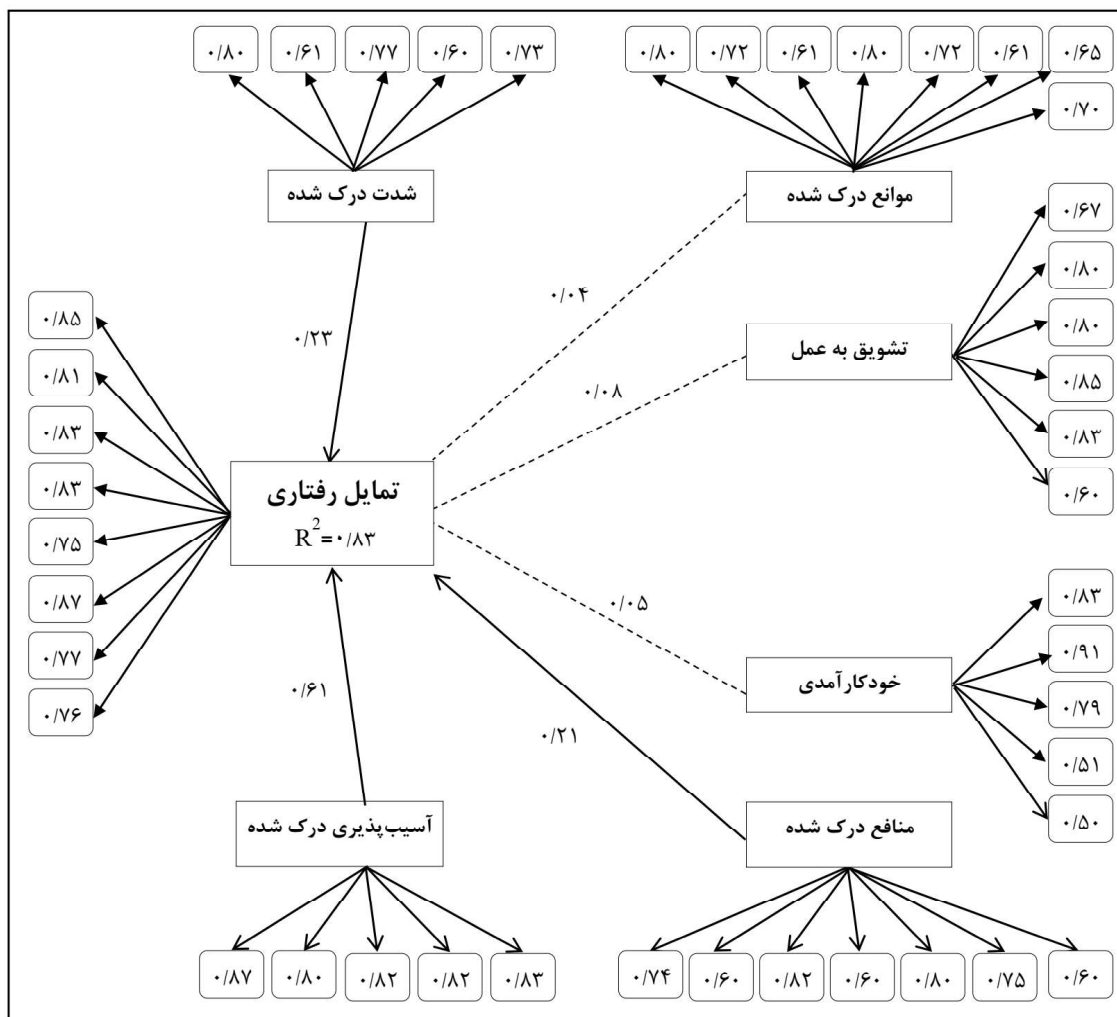 ۰/۸۰ ۰/۶۱ ۰/۷۷ ۰/۶۰ ۰/۷۳
۰/۸۰ ۰/۷۲ ۰/۶۱ ۰/۸۰ ۰/۷۲ ۰/۶۱ ۰/۶۵
۰/۷۰
شدت درک شده
موانع درک شده
۰/۶۷
۰/۸۰
۰/۸۰
۰/۸۵
۰/۸۳
۰/۶۰
تشویق به عمل
۰/۲۳
۰/۰۴
۰/۰۸
۰/۸۵
۰/۸۱
۰/۸۳
۰/۸۳
۰/۷۵
۰/۸۷
۰/۷۷
۰/۷۶
تمایل رفتاری
R²=۰/۸۳
۰/۰۵
۰/۶۱
۰/۲۱
خودکارآمدی
۰/۸۳
۰/۹۱
۰/۷۹
۰/۵۱
۰/۵۰
آسیب‌پذیری درک شده
منافع درک شده
۰/۸۷ ۰/۸۰ ۰/۸۲ ۰/۸۲ ۰/۸۳
۰/۷۴ ۰/۶۰ ۰/۸۲ ۰/۶۰ ۰/۸۰ ۰/۷۵ ۰/۶۰